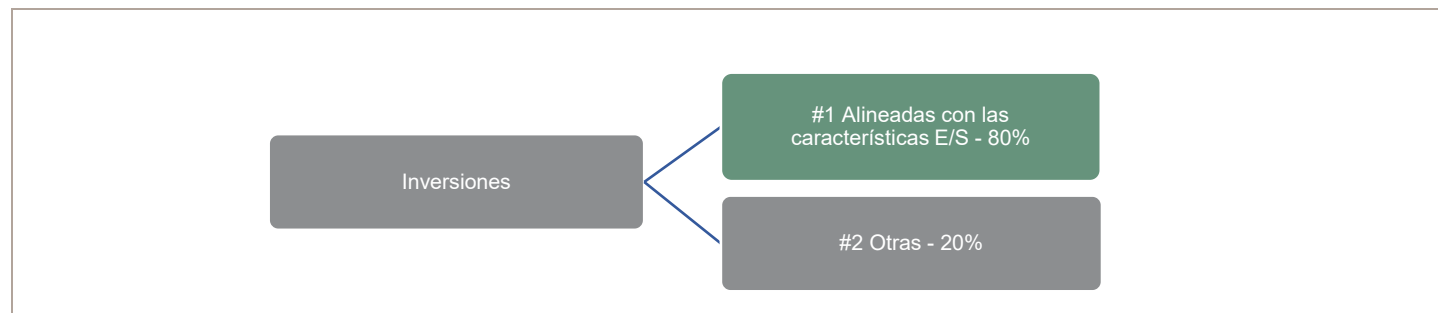 #1 Alineadas con las
características E/S - 80%
Inversiones
#2 Otras - 20%